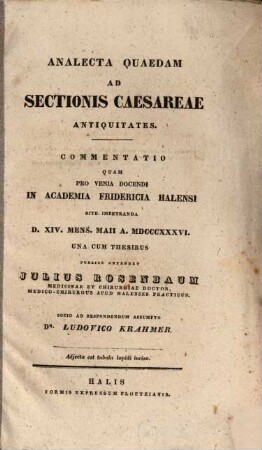 ANALECTA QUAEDAM
AD
SECTIONIS CAESAREAE
ANTIQUITATES.
COMMENTATIO
QUAM
PRO VENIA DOCENDI
IN ACADEMIA FRIDERICIA HALENSI
RITE IMPETRANDA
D. XIV. MENS. MAII A. MDCCCXXXVI.
UNA CUM THESIBUS
PUBLICE DEFENDET
JULIUS ROSENBAUM
MEDICINAE ET CHIRURGIAE DOCTOR,
MEDICO-CHIRURGUS APUD HALENSES PRACTICUS.
SOCIO AD RESPONDENDUM ASSUMPTO
Dr. LUDOVICO KRAHMER.
Adjecta est tabula lapidi incisa.
HALIS
FORMIS EXPRESSUM PLOETZIANIS.